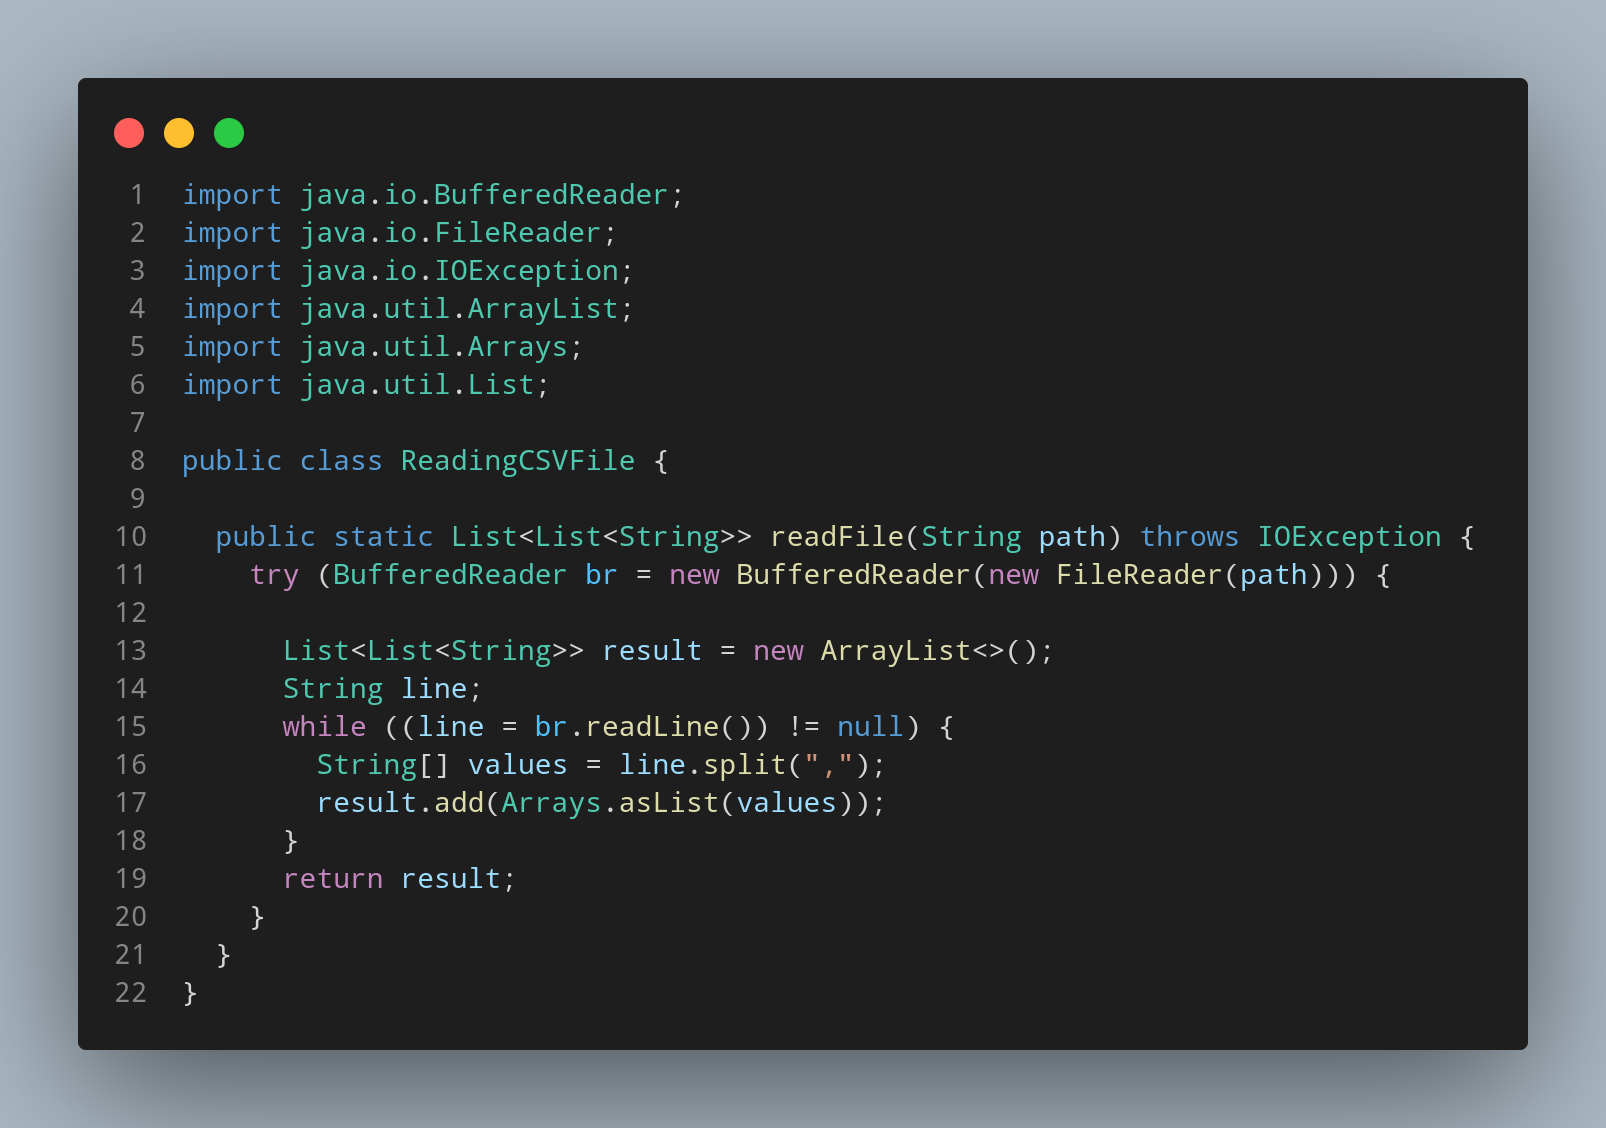 1 import java.io.BufferedReader;
2 import java.io.FileReader;
3 import java.io.IOException;
4 import java.util.ArrayList;
5 import java.util.Arrays;
6 import java.util.List;
7
8 public class ReadingCSVFile {
9
10   public static List<List<String>> readFile(String path) throws IOException {
11     try (BufferedReader br = new BufferedReader(new FileReader(path))) {
12
13       List<List<String>> result = new ArrayList<>();
14       String line;
15       while ((line = br.readLine()) != null) {
16         String[] values = line.split(",");
17         result.add(Arrays.asList(values));
18       }
19       return result;
20     }
21   }
22 }